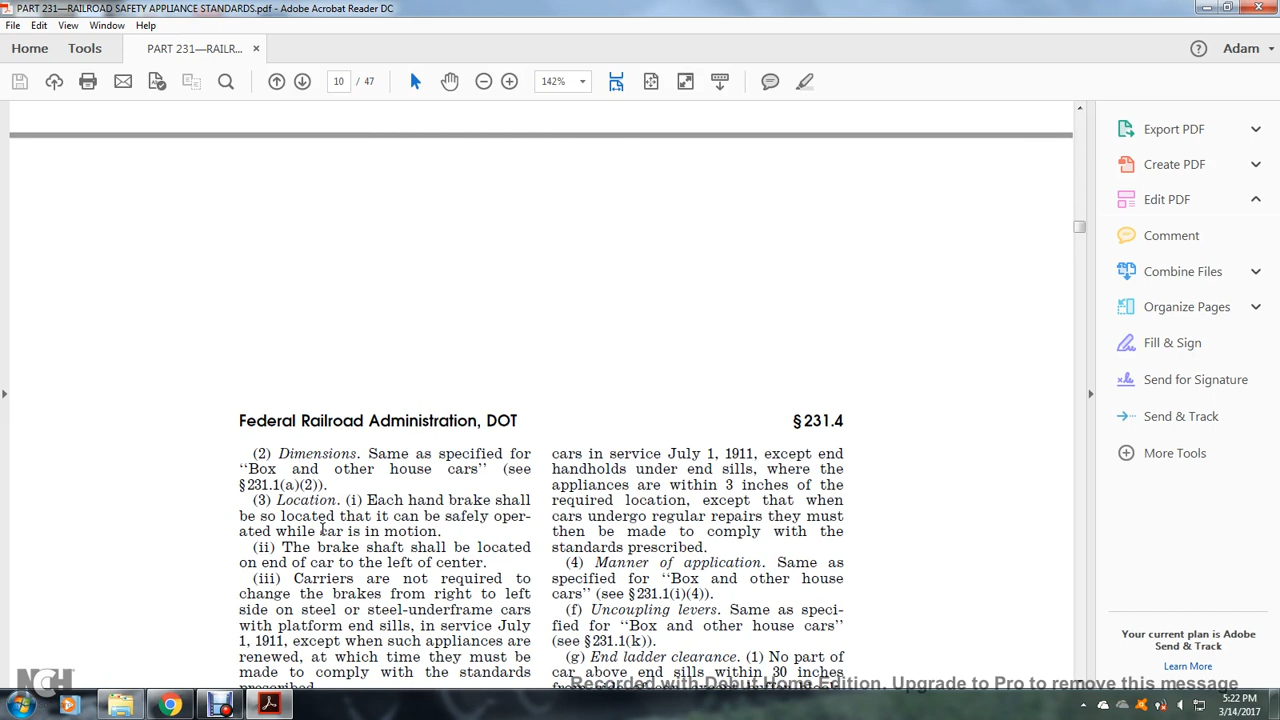 PART 231—RAILROAD SAFETY APPLIANCE STANDARDS.pdf - Adobe Acrobat Reader DC
File Edit View Window Help
Home Tools PART 231—RAILR... × Adam
10 / 47 142%
Export PDF
Create PDF
Edit PDF
Comment
Combine Files
Organize Pages
Fill & Sign
Send for Signature
Send & Track
More Tools
Your current plan is Adobe
Send & Track
Learn More
Federal Railroad Administration, DOT § 231.4
(2) Dimensions. Same as specified for
‘‘Box and other house cars’’ (see
§231.1(a)(2)).
(3) Location. (i) Each hand brake shall
be so located that it can be safely oper-
ated while car is in motion.
(ii) The brake shaft shall be located
on end of car to the left of center.
(iii) Carriers are not required to
change the brakes from right to left
side on steel or steel-underframe cars
with platform end sills, in service July
1, 1911, except when such appliances are
renewed, at which time they must be
made to comply with the standards
prescribed.
cars in service July 1, 1911, except end
handholds under end sills, where the
appliances are within 3 inches of the
required location, except that when
cars undergo regular repairs they must
then be made to comply with the
standards prescribed.
(4) Manner of application. Same as
specified for ‘‘Box and other house
cars’’ (see §231.1(i)(4)).
(f) Uncoupling levers. Same as speci-
fied for ‘‘Box and other house cars’’
(see §231.1(k)).
(g) End ladder clearance. (1) No part of
car above end sills within 30 inches
NCH
Recorded with Debut Home Edition. Upgrade to Pro to remove this message
5:22 PM
3/14/2017